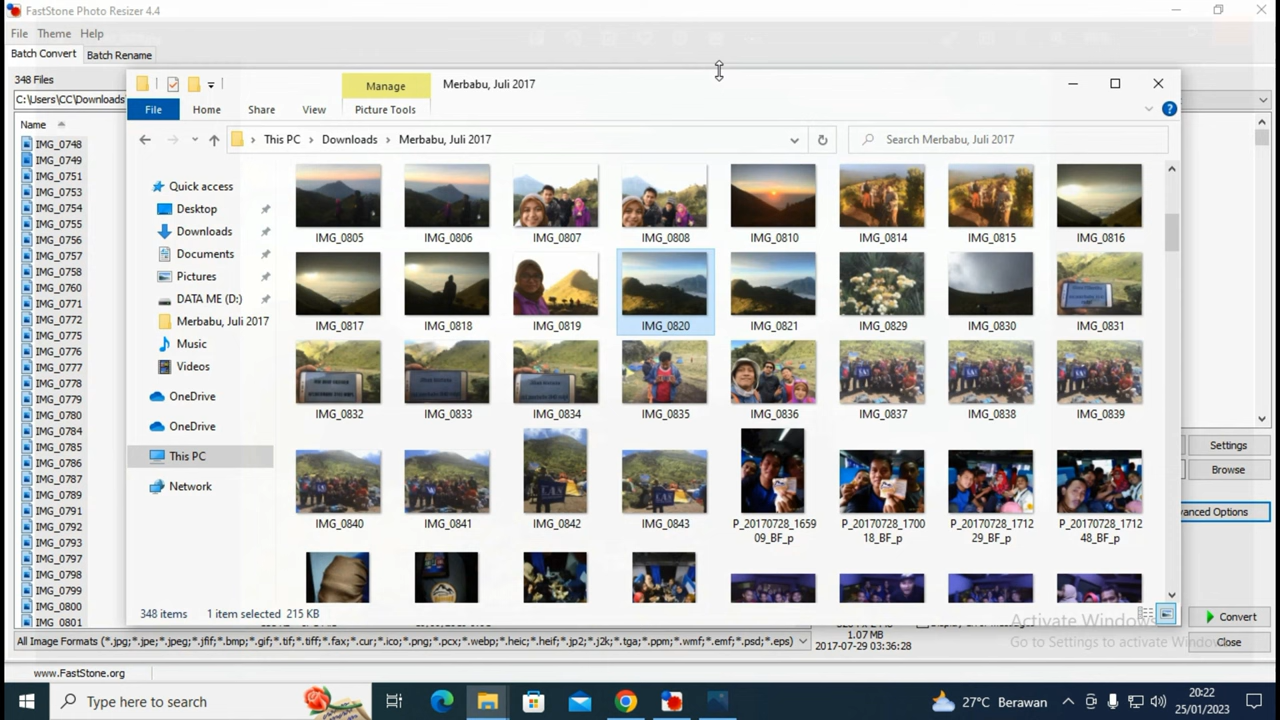 FastStone Photo Resizer 4.4
File Theme Help
Batch Convert Batch Rename
348 Files
C:\Users\CC\Downloads
Name
IMG_0748
IMG_0749
IMG_0751
IMG_0753
IMG_0754
IMG_0755
IMG_0756
IMG_0757
IMG_0758
IMG_0760
IMG_0771
IMG_0772
IMG_0775
IMG_0776
IMG_0777
IMG_0778
IMG_0779
IMG_0780
IMG_0784
IMG_0785
IMG_0786
IMG_0787
IMG_0789
IMG_0791
IMG_0792
IMG_0793
IMG_0797
IMG_0798
IMG_0799
IMG_0800
IMG_0801
Manage Merbabu, Juli 2017
File Home Share View Picture Tools
This PC Downloads Merbabu, Juli 2017
Search Merbabu, Juli 2017
Quick access
Desktop
Downloads
Documents
Pictures
DATA ME (D:)
Merbabu, Juli 2017
Music
Videos
OneDrive
OneDrive
This PC
Network
IMG_0805 IMG_0806 IMG_0807 IMG_0808 IMG_0810 IMG_0814 IMG_0815 IMG_0816
IMG_0817 IMG_0818 IMG_0819 IMG_0820 IMG_0821 IMG_0829 IMG_0830 IMG_0831
IMG_0832 IMG_0833 IMG_0834 IMG_0835 IMG_0836 IMG_0837 IMG_0838 IMG_0839
IMG_0840 IMG_0841 IMG_0842 IMG_0843 P_20170728_1659 P_20170728_1700 P_20170728_1712 P_20170728_1712
09_BF_p 18_BF_p 29_BF_p 48_BF_p
348 items 1 item selected 215 KB
Settings
Browse
vanced Options
Convert
Close
Activate Windows
Go to Settings to activate Windows.
All Image Formats (*.jpg;*.jpe;*.jpeg;*.jfif;*.bmp;*.gif;*.tif;*.tiff;*.fax;*.cur;*.ico;*.png;*.pcx;*.webp;*.heic;*.heif;*.jp2;*.j2k;*.tga;*.ppm;*.wmf;*.emf;*.psd;*.eps)
1.07 MB
2017-07-29 03:36:28
www.FastStone.org
Type here to search
27°C Berawan
20:22
25/01/2023